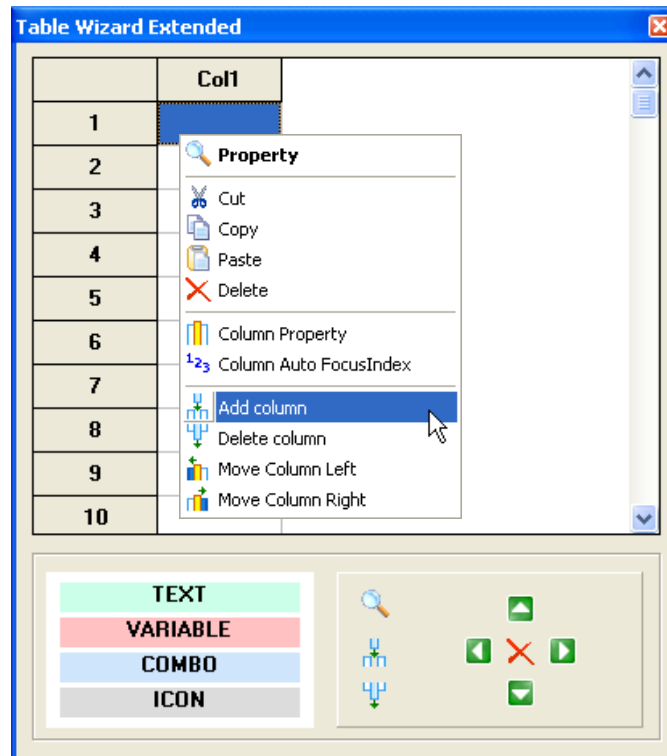 Table Wizard Extended
Col1
1
2
3
4
5
6
7
8
9
10
Property
Cut
Copy
Paste
Delete
Column Property
123 Column Auto FocusIndex
Add column
Delete column
Move Column Left
Move Column Right
TEXT
VARIABLE
COMBO
ICON